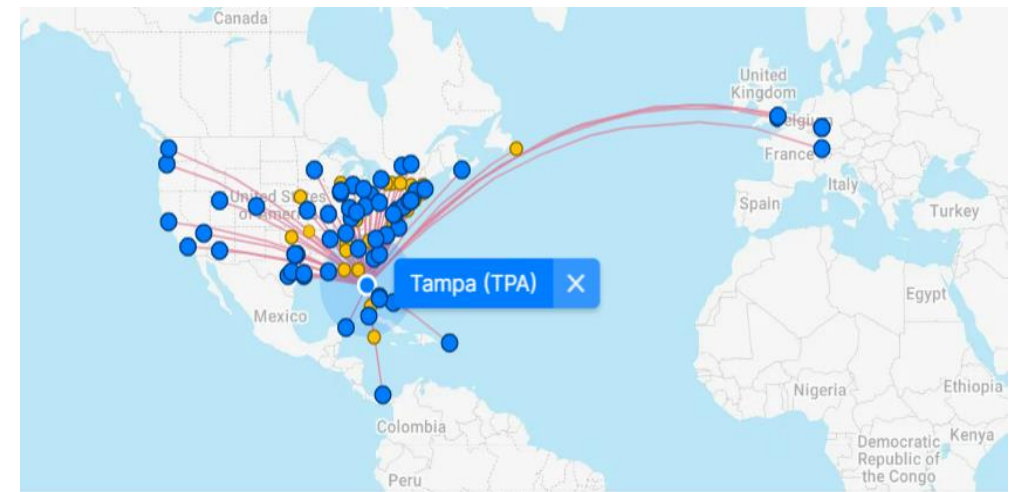 Canada
United
Kingdom
Belgium
France
United States
of America
Italy
Spain
Turkey
Tampa (TPA) ×
Egypt
Mexico
Nigeria
Ethiopia
Colombia
Democratic
Republic of
the Congo
Kenya
Peru